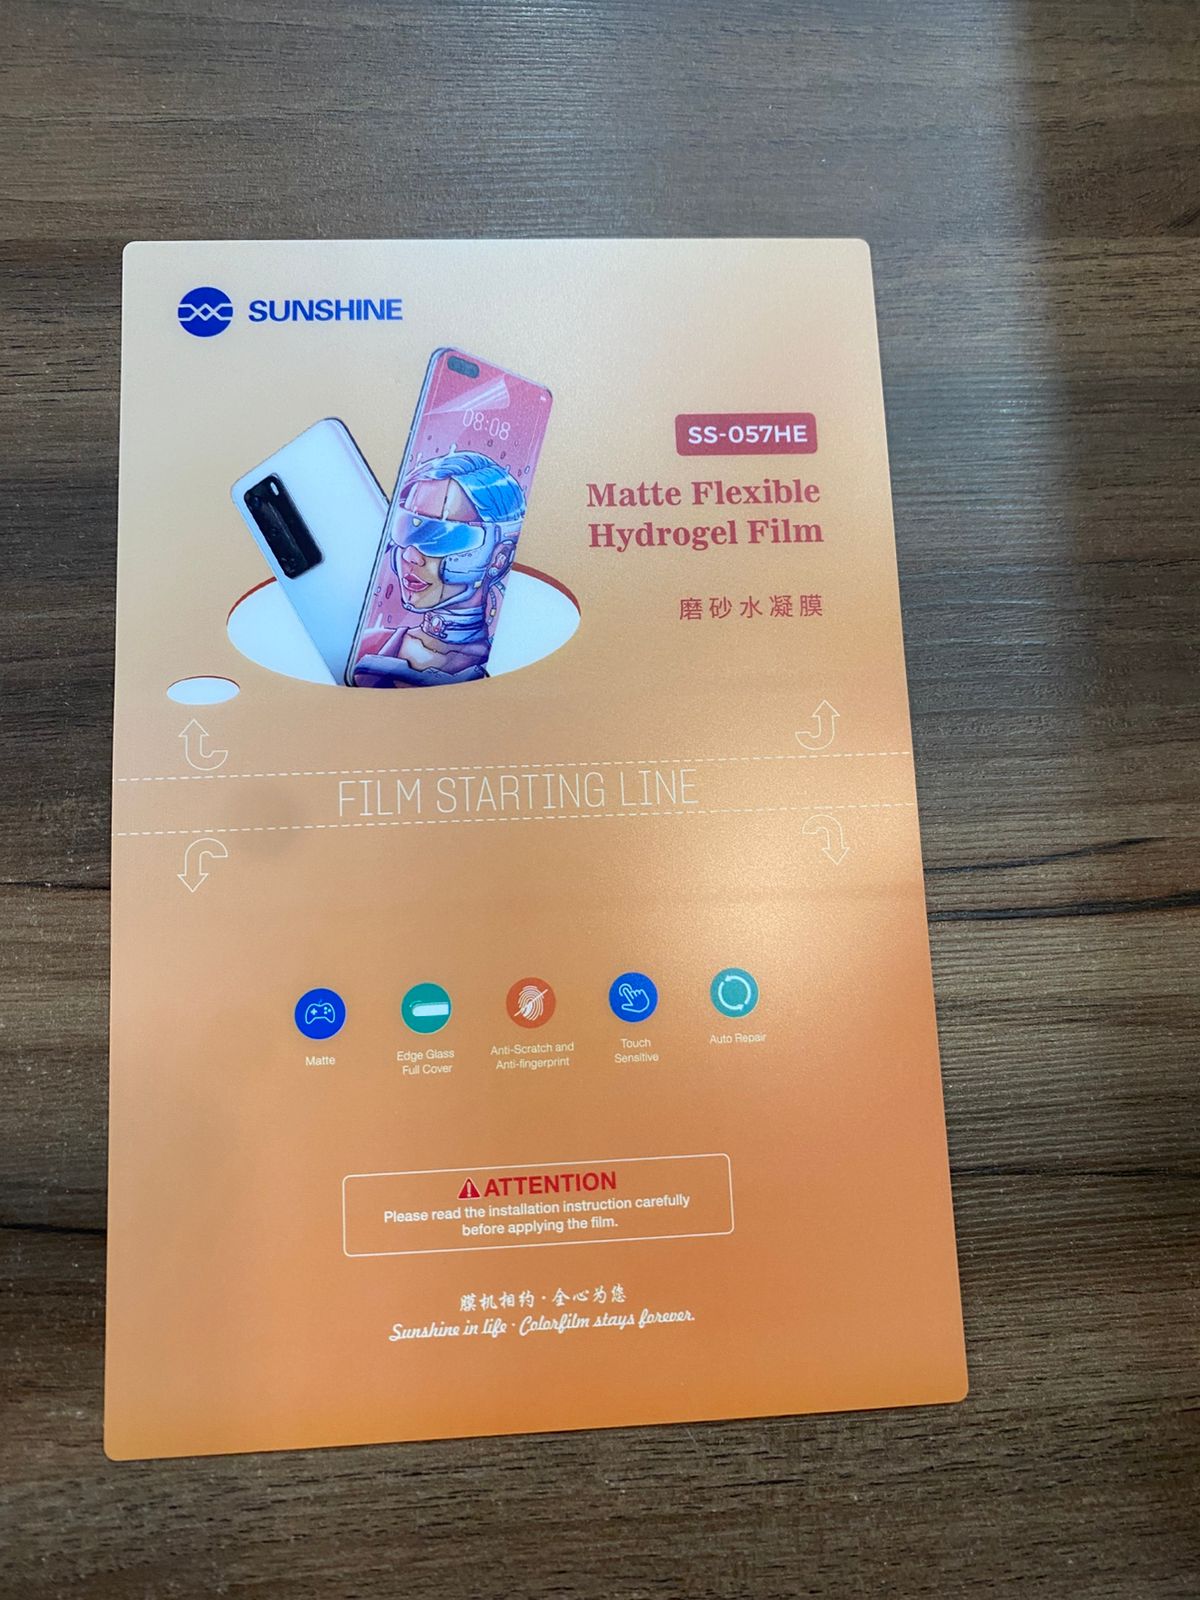 SUNSHINE
08:08
SS-057HE
Matte Flexible
Hydrogel Film
磨砂水凝膜
FILM STARTING LINE
Matte
Edge Glass
Full Cover
Anti-Scratch and
Anti-fingerprint
Touch
Sensitive
Auto Repair
ATTENTION
Please read the installation instruction carefully
before applying the film.
膜机相约·全心为您
Sunshine in life · Colorfilm stays forever.